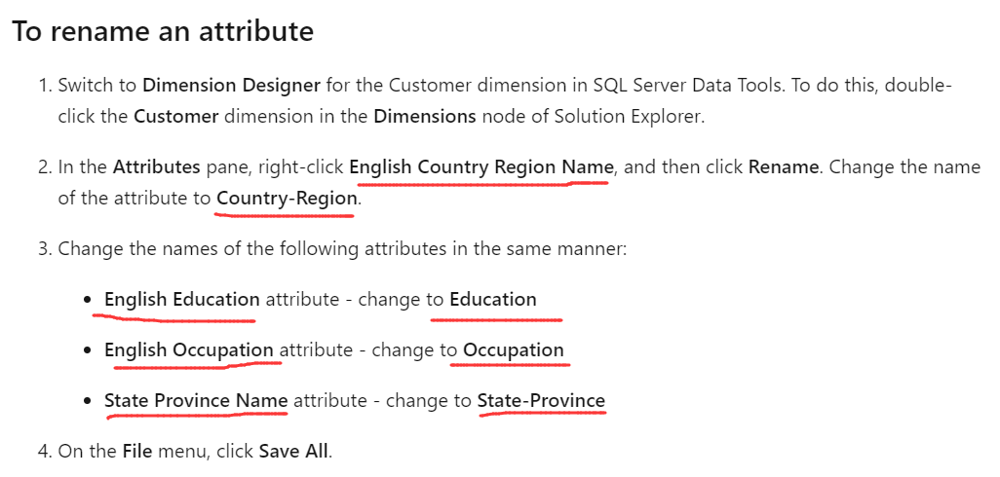 To rename an attribute
1. Switch to Dimension Designer for the Customer dimension in SQL Server Data Tools. To do this, double-
click the Customer dimension in the Dimensions node of Solution Explorer.
2. In the Attributes pane, right-click English Country Region Name, and then click Rename. Change the name
of the attribute to Country-Region.
3. Change the names of the following attributes in the same manner:
• English Education attribute - change to Education
• English Occupation attribute - change to Occupation
• State Province Name attribute - change to State-Province
4. On the File menu, click Save All.